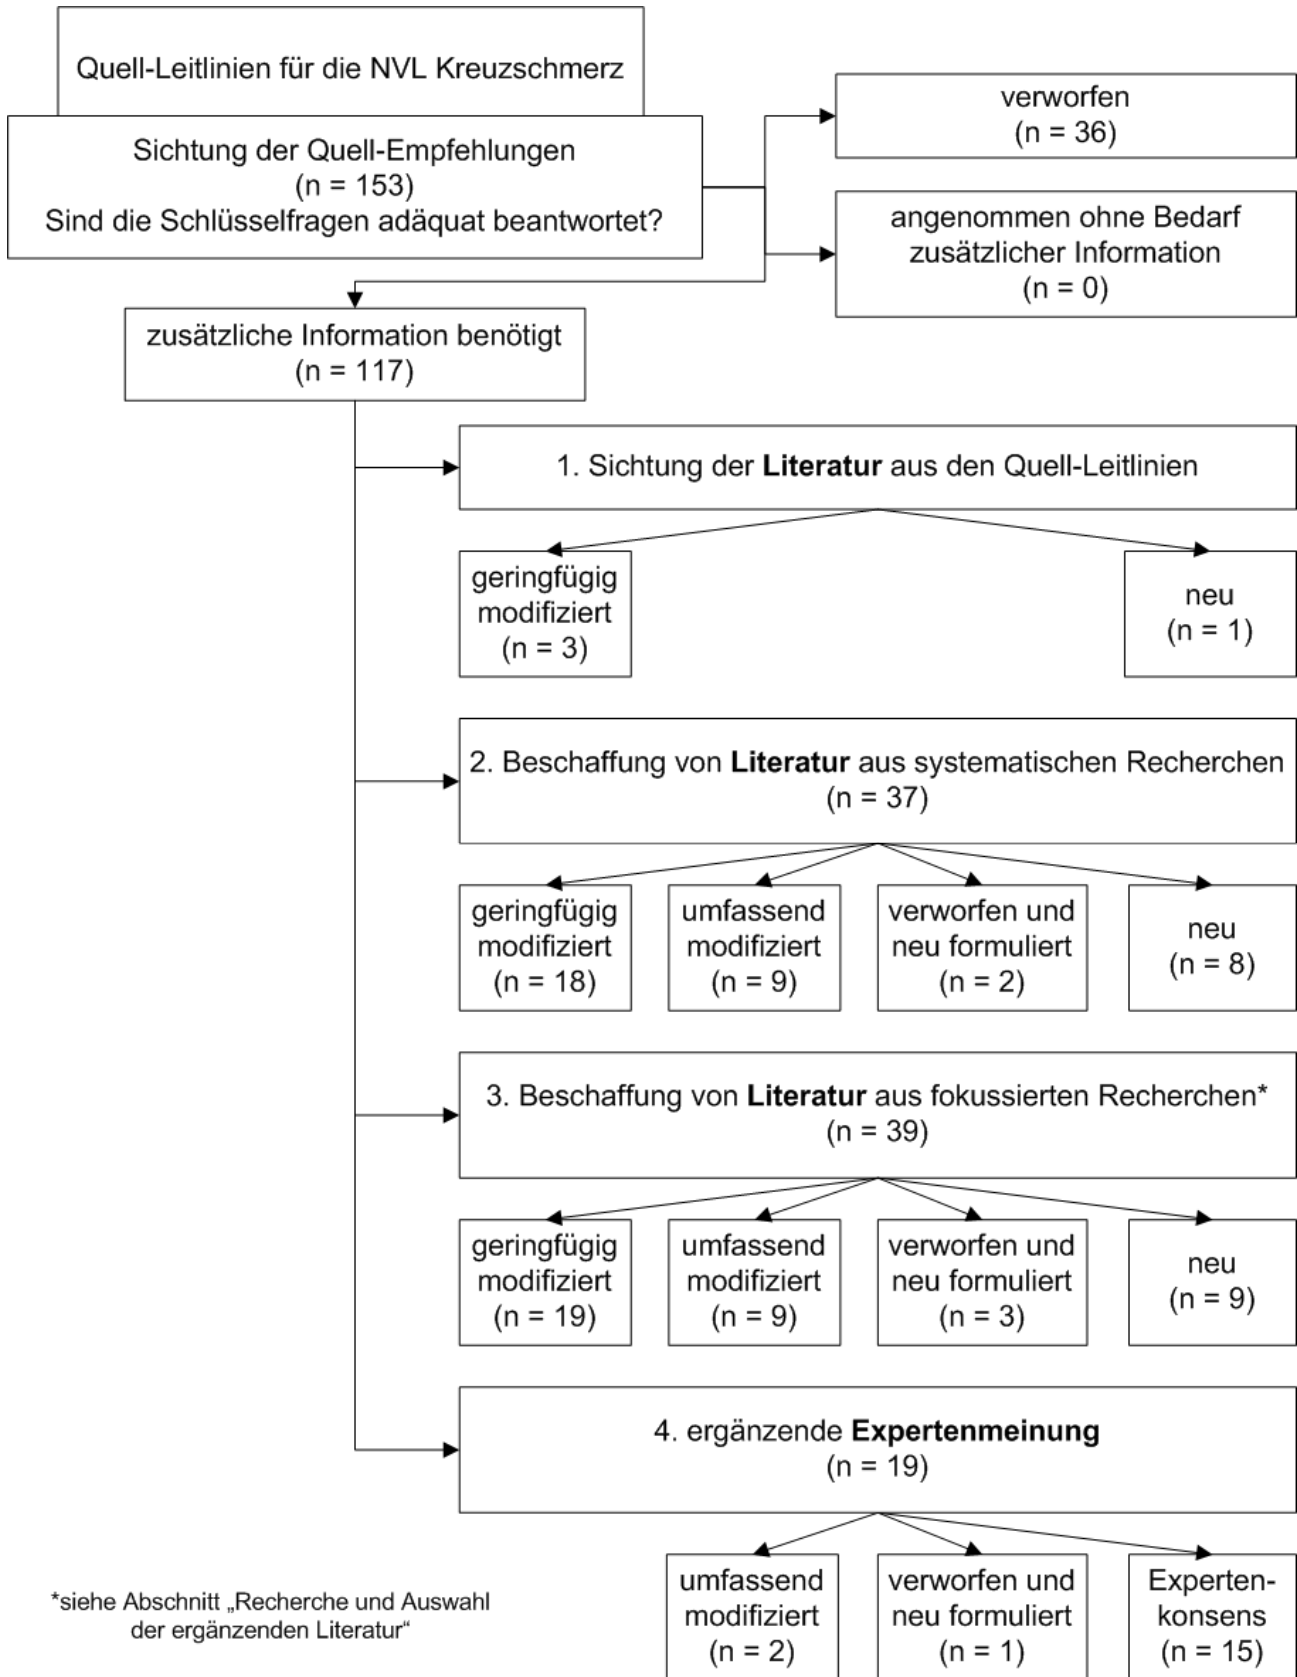 Quell-Leitlinien für die NVL Kreuzschmerz
Sichtung der Quell-Empfehlungen
(n = 153)
Sind die Schlüsselfragen adäquat beantwortet?
verworfen
(n = 36)
angenommen ohne Bedarf
zusätzlicher Information
(n = 0)
zusätzliche Information benötigt
(n = 117)
1. Sichtung der Literatur aus den Quell-Leitlinien
geringfügig
modifiziert
(n = 3)
neu
(n = 1)
2. Beschaffung von Literatur aus systematischen Recherchen
(n = 37)
geringfügig
modifiziert
(n = 18)
umfassend
modifiziert
(n = 9)
verworfen und
neu formuliert
(n = 2)
neu
(n = 8)
3. Beschaffung von Literatur aus fokussierten Recherchen*
(n = 39)
geringfügig
modifiziert
(n = 19)
umfassend
modifiziert
(n = 9)
verworfen und
neu formuliert
(n = 3)
neu
(n = 9)
4. ergänzende Expertenmeinung
(n = 19)
umfassend
modifiziert
(n = 2)
verworfen und
neu formuliert
(n = 1)
Experten-
konsens
(n = 15)
*siehe Abschnitt „Recherche und Auswahl
der ergänzenden Literatur“